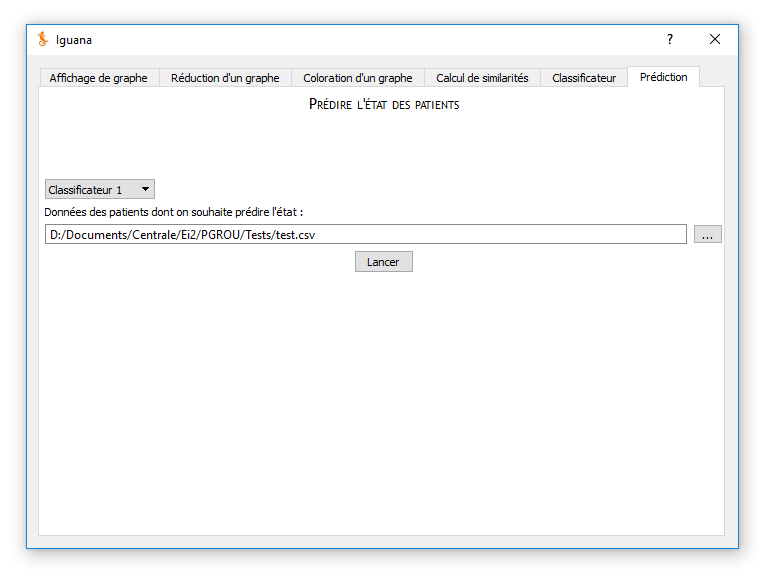 Iguana ?
Affichage de graphe Réduction d'un graphe Coloration d'un graphe Calcul de similarités Classificateur Prédiction
Prédire l'état des patients
Classificateur 1
Données des patients dont on souhaite prédire l'état :
D:/Documents/Centrale/Ei2/PGROU/Tests/test.csv ...
Lancer